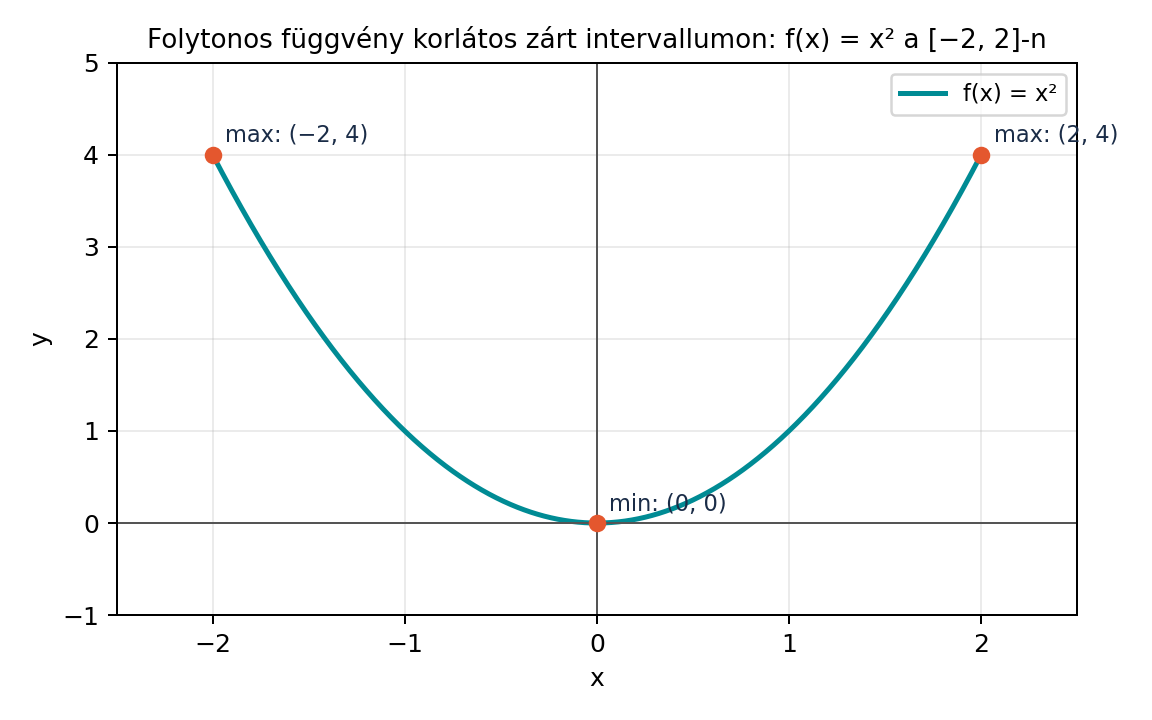 Folytonos függvény korlátos zárt intervallumon: f(x) = x² a [−2, 2]-n
f(x) = x²
max: (−2, 4)
max: (2, 4)
min: (0, 0)
5
4
3
2
1
0
−1
y
−2
−1
0
1
2
x